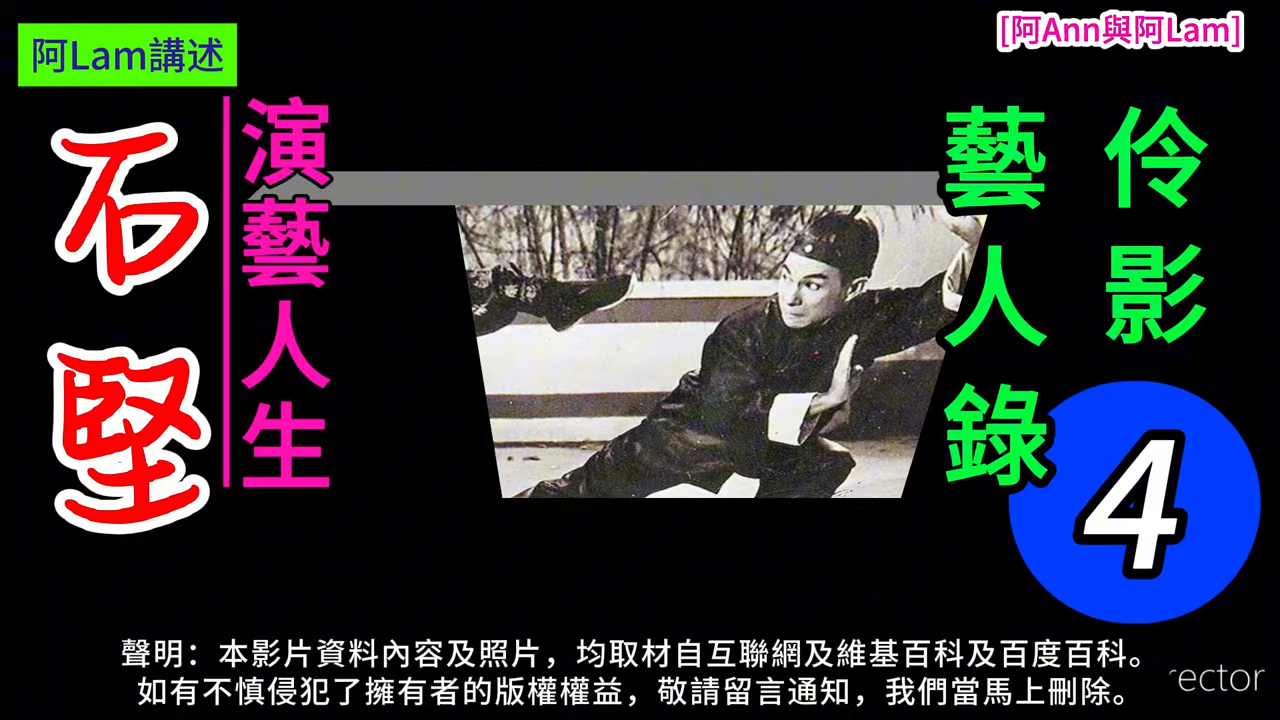 阿Lam講述
[阿Ann與阿Lam]
石堅
演藝人生
伶影
藝人錄
4
聲明：本影片資料內容及照片，均取材自互聯網及維基百科及百度百科。
如有不慎侵犯了擁有者的版權權益，敬請留言通知，我們當馬上刪除。
rector